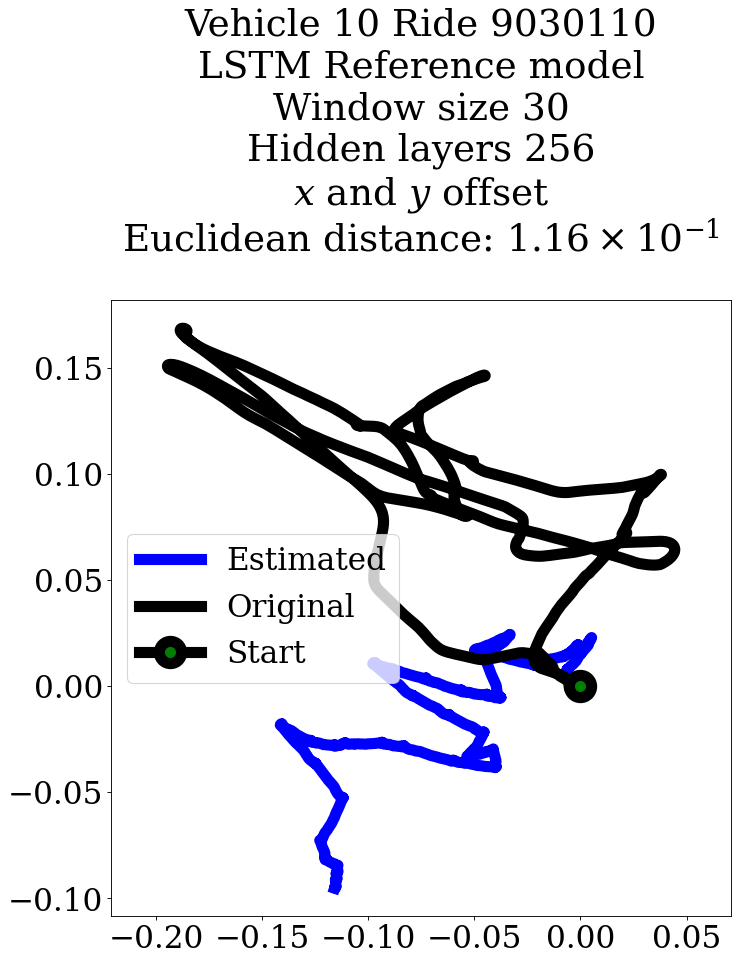 Vehicle 10 Ride 9030110
LSTM Reference model
Window size 30
Hidden layers 256
x and y offset
Euclidean distance: 1.16 × 10⁻¹
0.15
0.10
0.05
0.00
−0.05
−0.10
Estimated
Original
Start
−0.20 −0.15 −0.10 −0.05 0.00 0.05